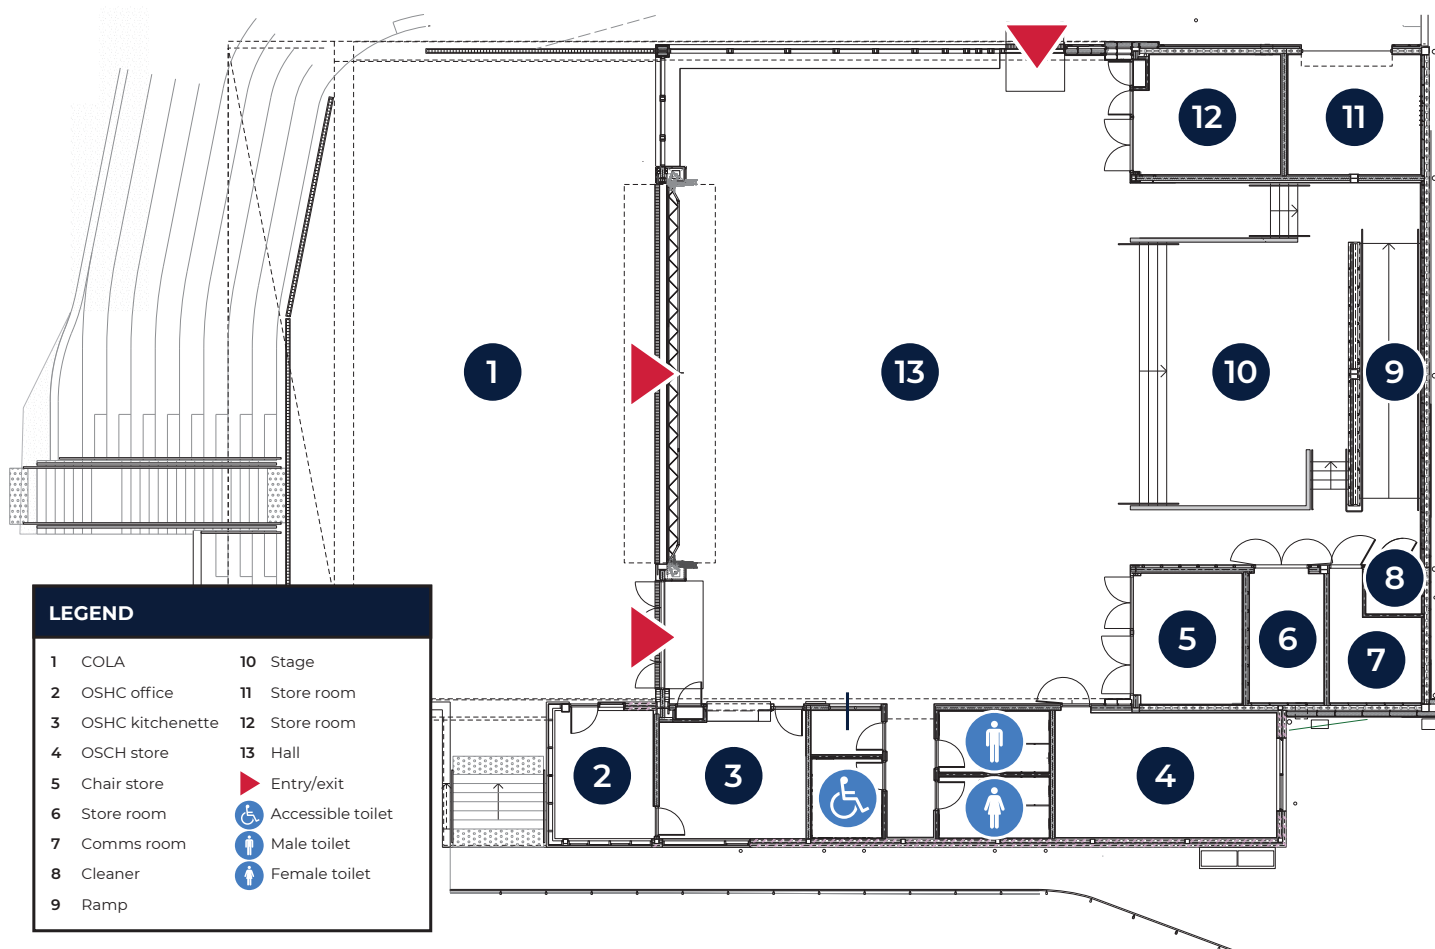 12
11
1
13
10
9
8
5
6
7
2
3
4
LEGEND
1 COLA
2 OSHC office
3 OSHC kitchenette
4 OSCH store
5 Chair store
6 Store room
7 Comms room
8 Cleaner
9 Ramp
10 Stage
11 Store room
12 Store room
13 Hall
Entry/exit
Accessible toilet
Male toilet
Female toilet